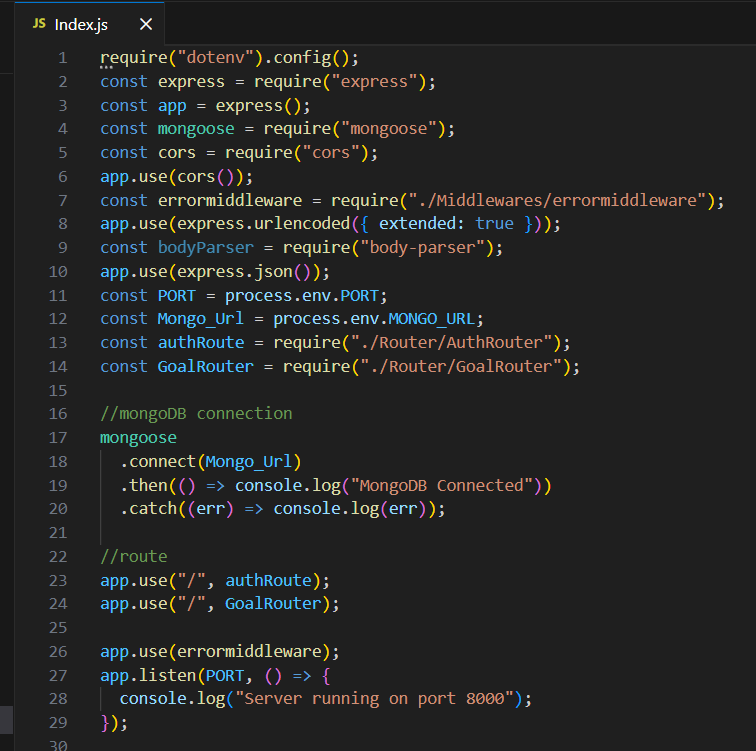 JS Index.js ×
1 require("dotenv").config();
2 const express = require("express");
3 const app = express();
4 const mongoose = require("mongoose");
5 const cors = require("cors");
6 app.use(cors());
7 const errormiddleware = require("./Middlewares/errormiddleware");
8 app.use(express.urlencoded({ extended: true }));
9 const bodyParser = require("body-parser");
10 app.use(express.json());
11 const PORT = process.env.PORT;
12 const Mongo_Url = process.env.MONGO_URL;
13 const authRoute = require("./Router/AuthRouter");
14 const GoalRouter = require("./Router/GoalRouter");
15
16 //mongoDB connection
17 mongoose
18   .connect(Mongo_Url)
19   .then(() => console.log("MongoDB Connected"))
20   .catch((err) => console.log(err));
21
22 //route
23 app.use("/", authRoute);
24 app.use("/", GoalRouter);
25
26 app.use(errormiddleware);
27 app.listen(PORT, () => {
28   console.log("Server running on port 8000");
29 });
30